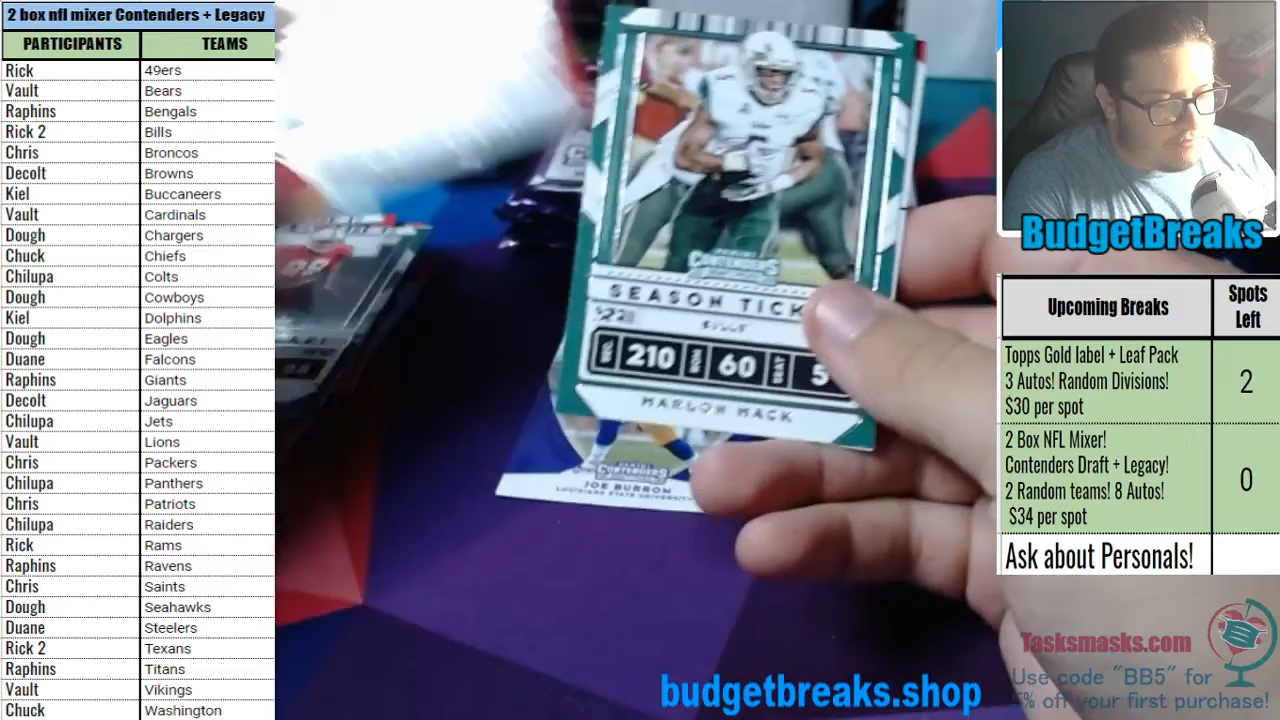 2 box nfl mixer Contenders + Legacy
PARTICIPANTS TEAMS
Rick 49ers
Vault Bears
Raphins Bengals
Rick 2 Bills
Chris Broncos
Decolt Browns
Kiel Buccaneers
Vault Cardinals
Dough Chargers
Chuck Chiefs
Chilupa Colts
Dough Cowboys
Kiel Dolphins
Dough Eagles
Duane Falcons
Raphins Giants
Decolt Jaguars
Chilupa Jets
Vault Lions
Chris Packers
Chilupa Panthers
Chris Patriots
Chilupa Raiders
Rick Rams
Raphins Ravens
Chris Saints
Dough Seahawks
Duane Steelers
Rick 2 Texans
Raphins Titans
Vault Vikings
Chuck Washington
CONTENDERS
SEASON TICK
210 60 5
MARLON MACK
CONTENDERS
JOE BURROW
LOUISIANA STATE UNIVERSITY
budgetbreaks.shop
BudgetBreaks
Upcoming Breaks Spots Left
Topps Gold label + Leaf Pack
3 Autos! Random Divisions!
$30 per spot
2
2 Box NFL Mixer!
Contenders Draft + Legacy!
2 Random teams! 8 Autos!
$34 per spot
0
Ask about Personals!
Tasksmasks.com
Use code "BB5" for
5% off your first purchase!